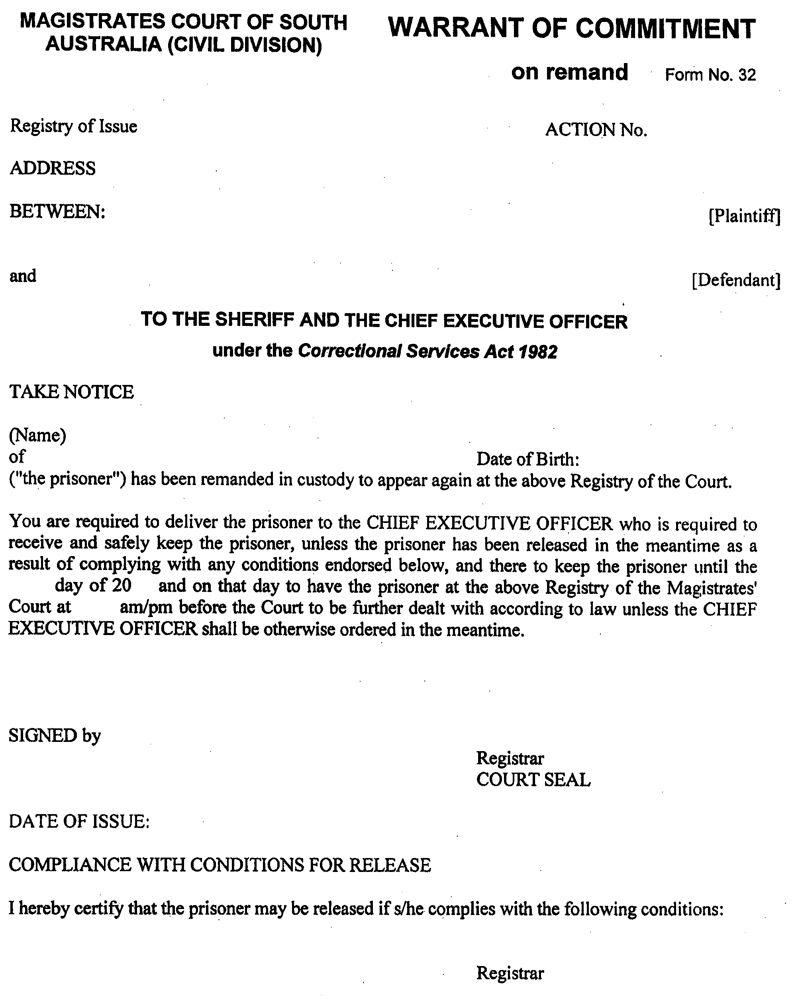 MAGISTRATES COURT OF SOUTH
AUSTRALIA (CIVIL DIVISION)
WARRANT OF COMMITMENT
on remand Form No. 32
Registry of Issue ACTION No.
ADDRESS
BETWEEN: [Plaintiff]
and [Defendant]
TO THE SHERIFF AND THE CHIEF EXECUTIVE OFFICER
under the Correctional Services Act 1982
TAKE NOTICE
(Name)
of Date of Birth:
("the prisoner") has been remanded in custody to appear again at the above Registry of the Court.
You are required to deliver the prisoner to the CHIEF EXECUTIVE OFFICER who is required to
receive and safely keep the prisoner, unless the prisoner has been released in the meantime as a
result of complying with any conditions endorsed below, and there to keep the prisoner until the
day of 20 and on that day to have the prisoner at the above Registry of the Magistrates'
Court at am/pm before the Court to be further dealt with according to law unless the CHIEF
EXECUTIVE OFFICER shall be otherwise ordered in the meantime.
SIGNED by
Registrar
COURT SEAL
DATE OF ISSUE:
COMPLIANCE WITH CONDITIONS FOR RELEASE
I hereby certify that the prisoner may be released if s/he complies with the following conditions:
Registrar